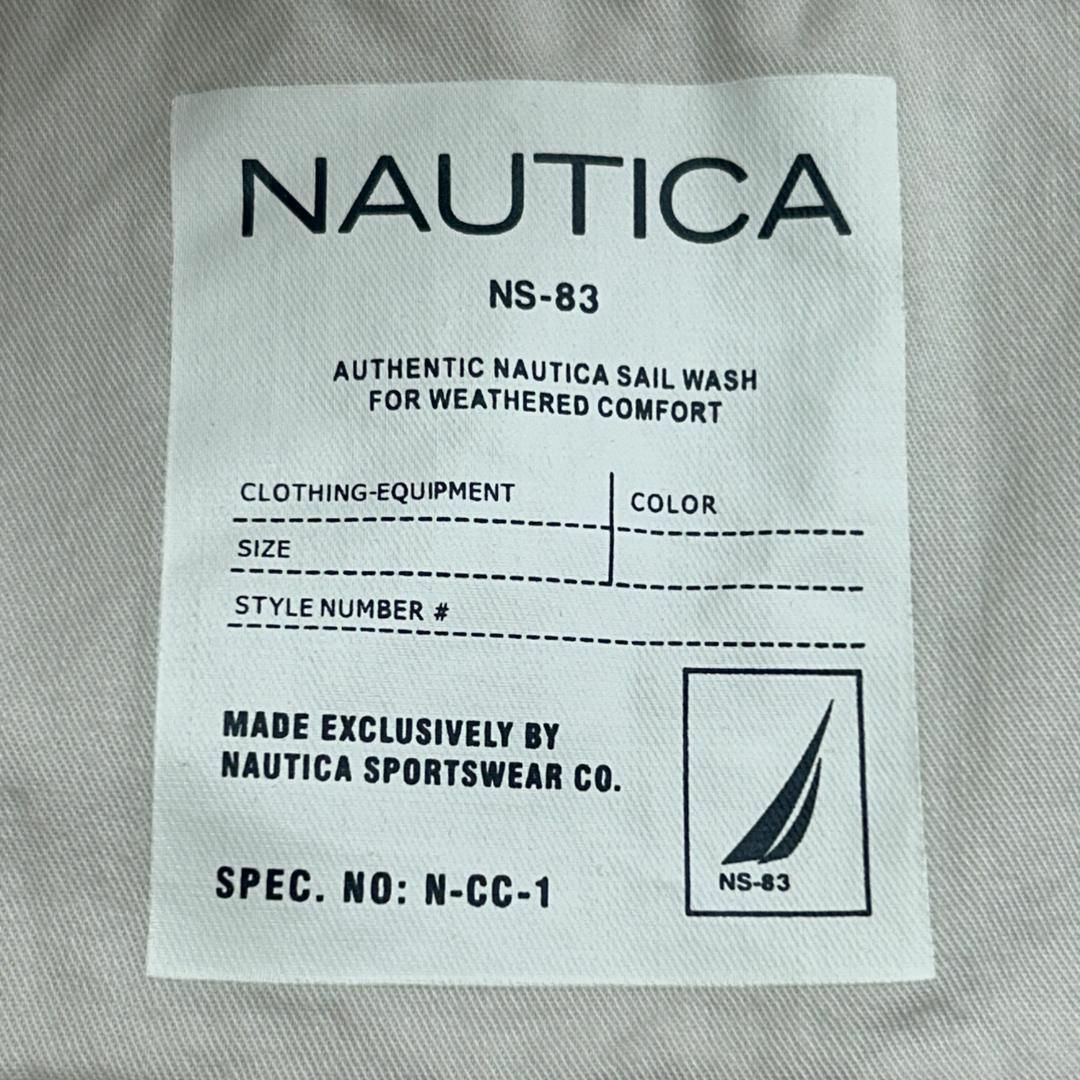 NAUTICA
NS-83
AUTHENTIC NAUTICA SAIL WASH
FOR WEATHERED COMFORT
CLOTHING-EQUIPMENT
COLOR
SIZE
STYLE NUMBER #
MADE EXCLUSIVELY BY
NAUTICA SPORTSWEAR CO.
SPEC. NO: N-CC-1
NS-83